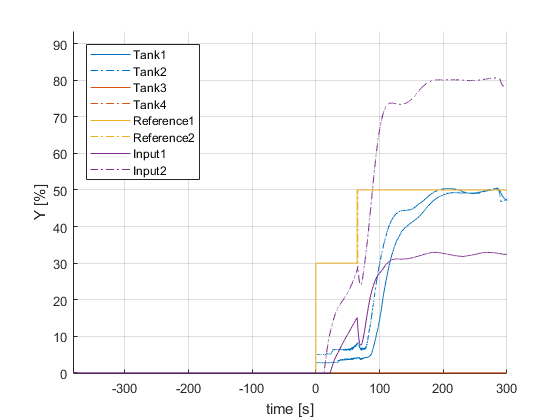 90
80
70
60
50
40
30
20
10
0
Y [%]
Tank1
Tank2
Tank3
Tank4
Reference1
Reference2
Input1
Input2
-300 -200 -100 0 100 200 300
time [s]